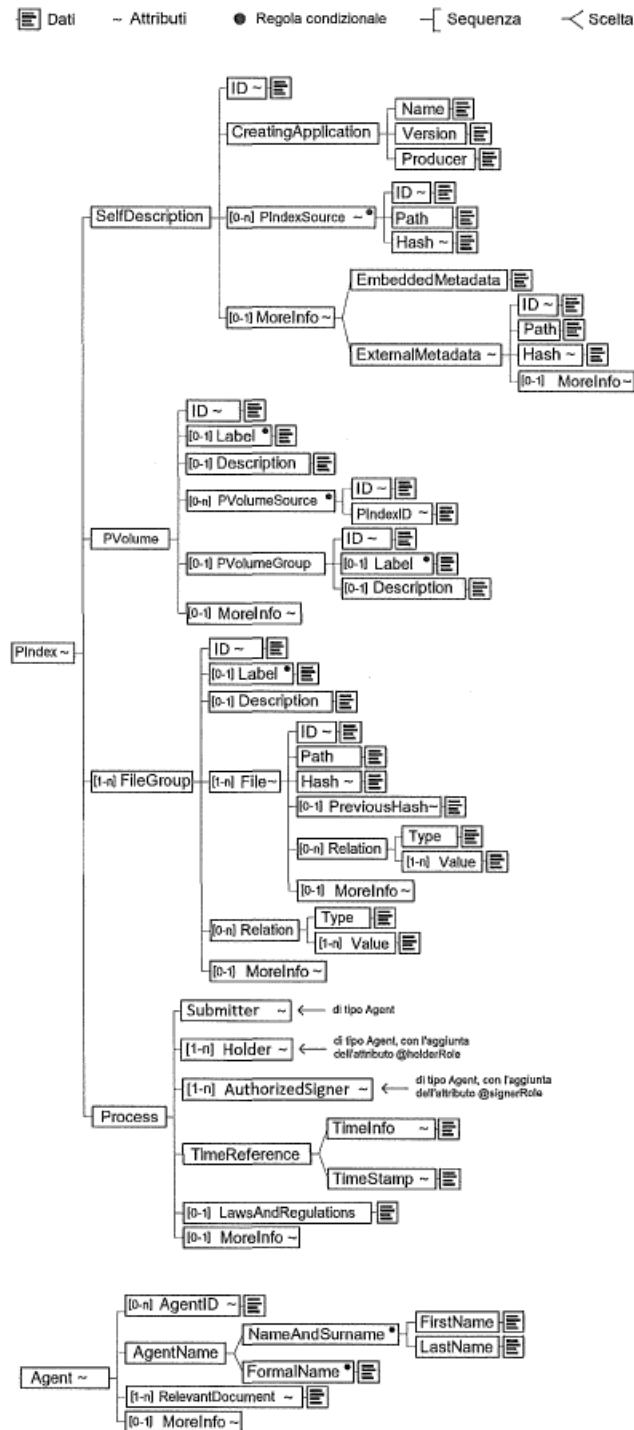 Dati ~ Attributi ● Regola condizionale Sequenza Scelta
ID ~
CreatingApplication
Name
Version
Producer
SelfDescription
[0-n] PIndexSource ~ ●
ID ~
Path
Hash ~
[0-1] MoreInfo ~
EmbeddedMetadata
ExternalMetadata ~
ID ~
Path
Hash ~
[0-1] MoreInfo ~
PVolume
ID ~
[0-1] Label ●
[0-1] Description
[0-n] PVolumeSource ●
ID ~
PIndexID ~
[0-1] PVolumeGroup
ID ~
[0-1] Label ●
[0-1] Description
[0-1] MoreInfo ~
PIndex ~
[1-n] FileGroup
ID ~
[0-1] Label ●
[0-1] Description
[1-n] File ~
ID ~
Path
Hash ~
[0-1] PreviousHash ~
[0-n] Relation
Type
[1-n] Value
[0-1] MoreInfo ~
[0-n] Relation
Type
[1-n] Value
[0-1] MoreInfo ~
Process
Submitter ~
di tipo Agent
[1-n] Holder ~
di tipo Agent, con l'aggiunta
dell'attributo @holderRole
[1-n] AuthorizedSigner ~
di tipo Agent, con l'aggiunta
dell'attributo @signerRole
TimeReference
TimeInfo ~
TimeStamp ~
[0-1] LawsAndRegulations
[0-1] MoreInfo ~
Agent ~
[0-n] AgentID ~
AgentName
NameAndSurname ●
FirstName
LastName
FormalName ●
[1-n] RelevantDocument ~
[0-1] MoreInfo ~